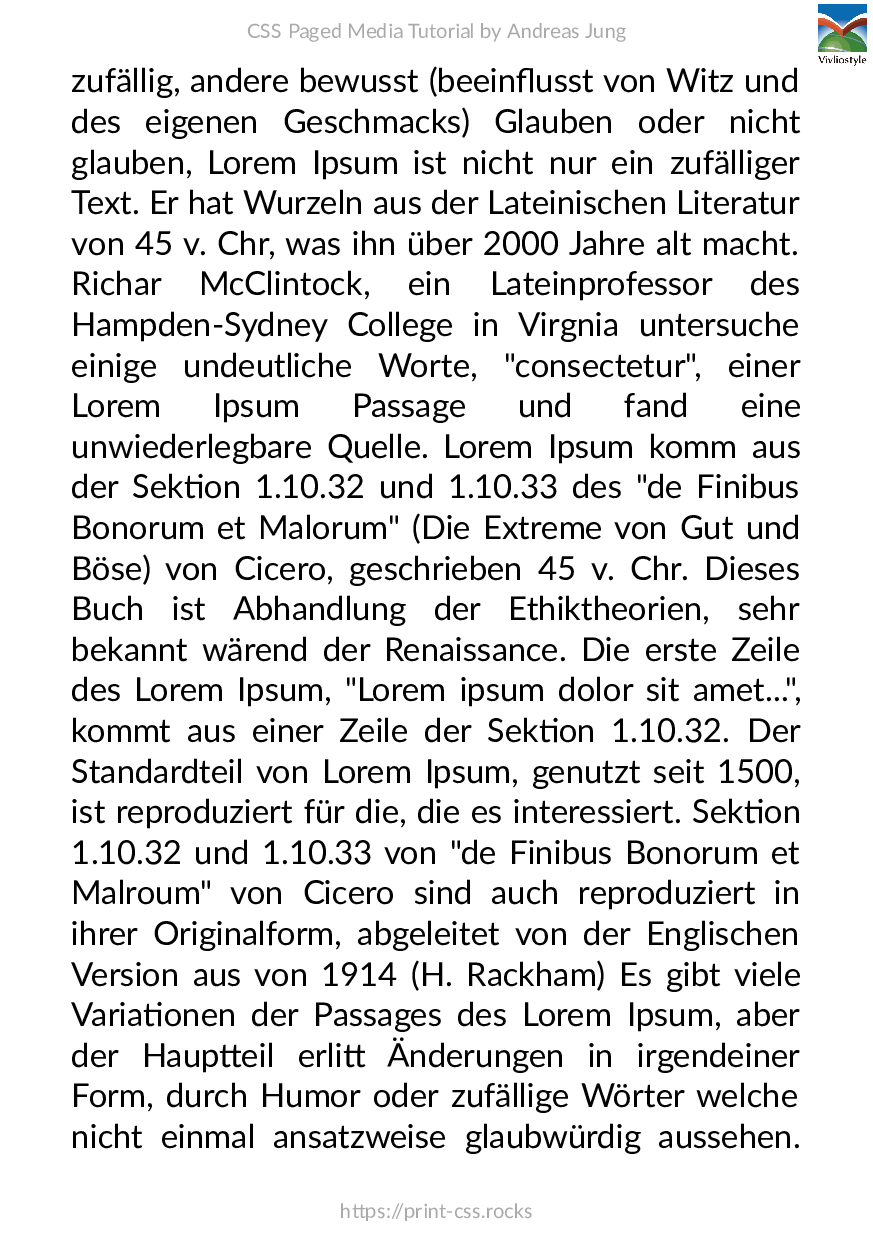 CSS Paged Media Tutorial by Andreas Jung
Vivliostyle
zufällig, andere bewusst (beeinflusst von Witz und
des eigenen Geschmacks) Glauben oder nicht
glauben, Lorem Ipsum ist nicht nur ein zufälliger
Text. Er hat Wurzeln aus der Lateinischen Literatur
von 45 v. Chr, was ihn über 2000 Jahre alt macht.
Richar McClintock, ein Lateinprofessor des
Hampden-Sydney College in Virgnia untersuche
einige undeutliche Worte, "consectetur", einer
Lorem Ipsum Passage und fand eine
unwiederlegbare Quelle. Lorem Ipsum komm aus
der Sektion 1.10.32 und 1.10.33 des "de Finibus
Bonorum et Malorum" (Die Extreme von Gut und
Böse) von Cicero, geschrieben 45 v. Chr. Dieses
Buch ist Abhandlung der Ethiktheorien, sehr
bekannt wärend der Renaissance. Die erste Zeile
des Lorem Ipsum, "Lorem ipsum dolor sit amet...",
kommt aus einer Zeile der Sektion 1.10.32. Der
Standardteil von Lorem Ipsum, genutzt seit 1500,
ist reproduziert für die, die es interessiert. Sektion
1.10.32 und 1.10.33 von "de Finibus Bonorum et
Malroum" von Cicero sind auch reproduziert in
ihrer Originalform, abgeleitet von der Englischen
Version aus von 1914 (H. Rackham) Es gibt viele
Variationen der Passages des Lorem Ipsum, aber
der Hauptteil erlitt Änderungen in irgendeiner
Form, durch Humor oder zufällige Wörter welche
nicht einmal ansatzweise glaubwürdig aussehen.
https://print-css.rocks